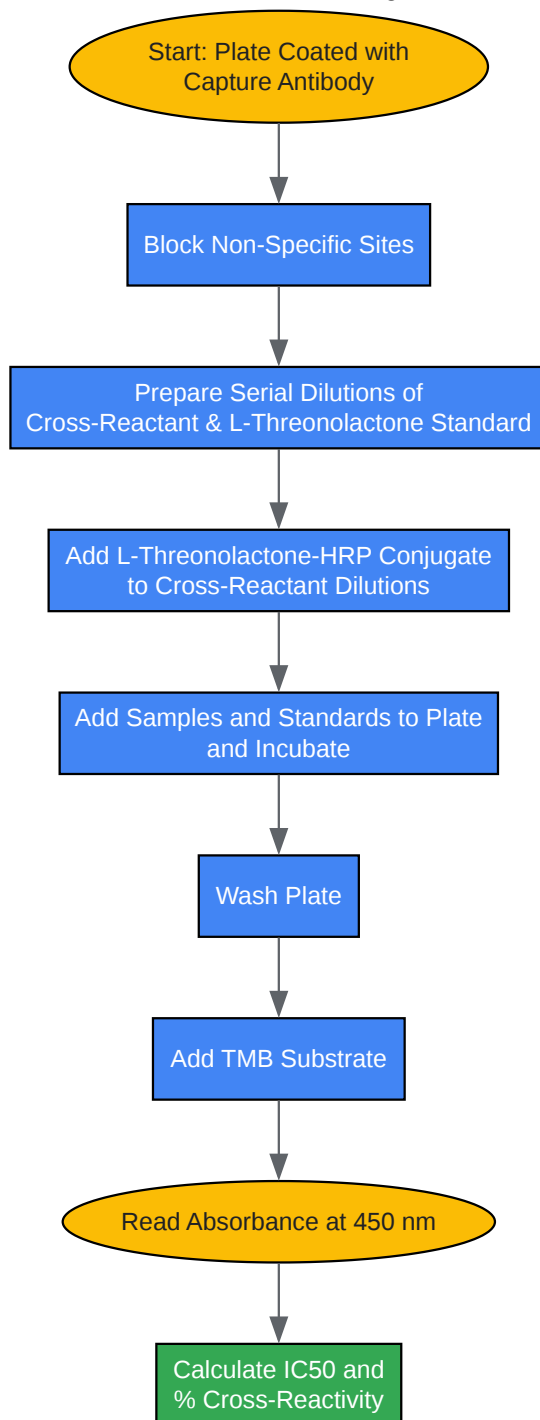 Start: Plate Coated with
Capture Antibody
Block Non-Specific Sites
Prepare Serial Dilutions of
Cross-Reactant & L-Threonolactone Standard
Add L-Threonolactone-HRP Conjugate
to Cross-Reactant Dilutions
Add Samples and Standards to Plate
and Incubate
Wash Plate
Add TMB Substrate
Read Absorbance at 450 nm
Calculate IC50 and
% Cross-Reactivity